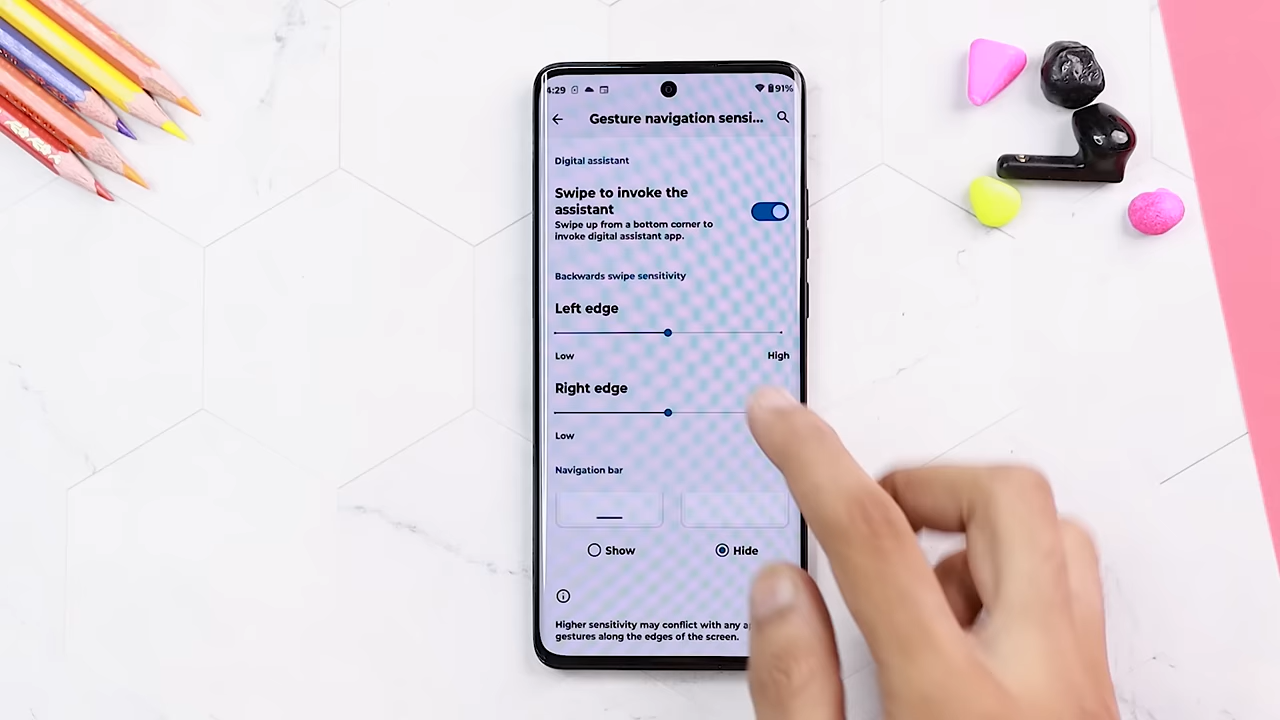 4:29
91%
Gesture navigation sensi...
Digital assistant
Swipe to invoke the
assistant
Swipe up from a bottom corner to
invoke digital assistant app.
Backwards swipe sensitivity
Left edge
Low High
Right edge
Low
Navigation bar
Show Hide
Higher sensitivity may conflict with any
gestures along the edges of the screen.